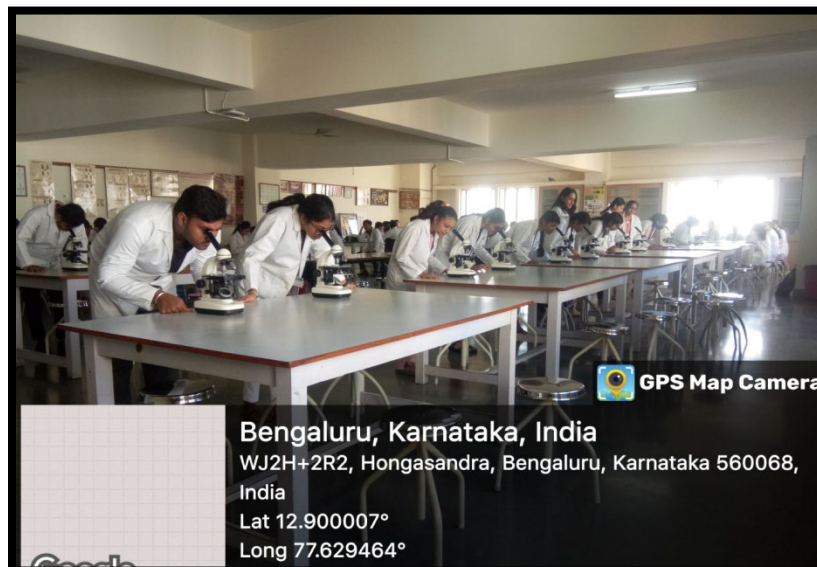 GPS Map Camera
Bengaluru, Karnataka, India
WJ2H+2R2, Hongasandra, Bengaluru, Karnataka 560068,
India
Lat 12.900007°
Long 77.629464°
Google